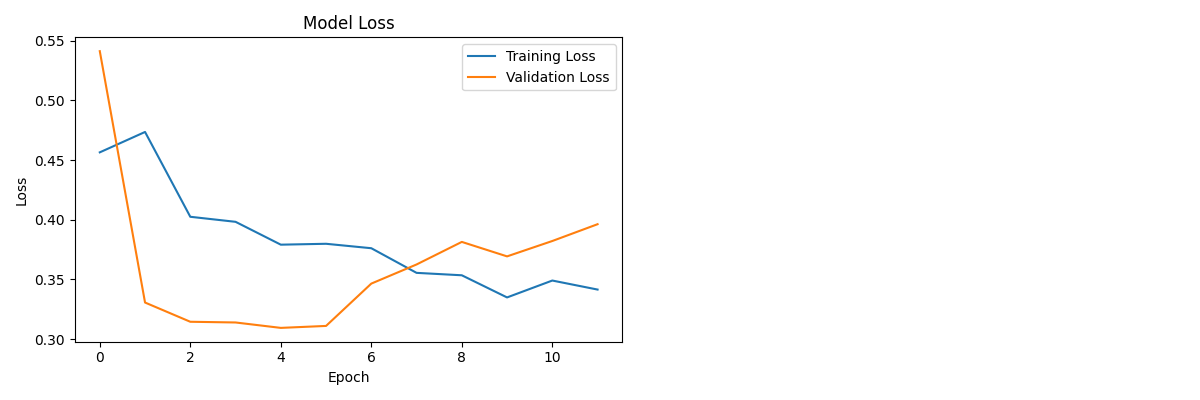 Model Loss
Training Loss
Validation Loss
0.55
0.50
0.45
0.40
0.35
0.30
Loss
0 2 4 6 8 10
Epoch